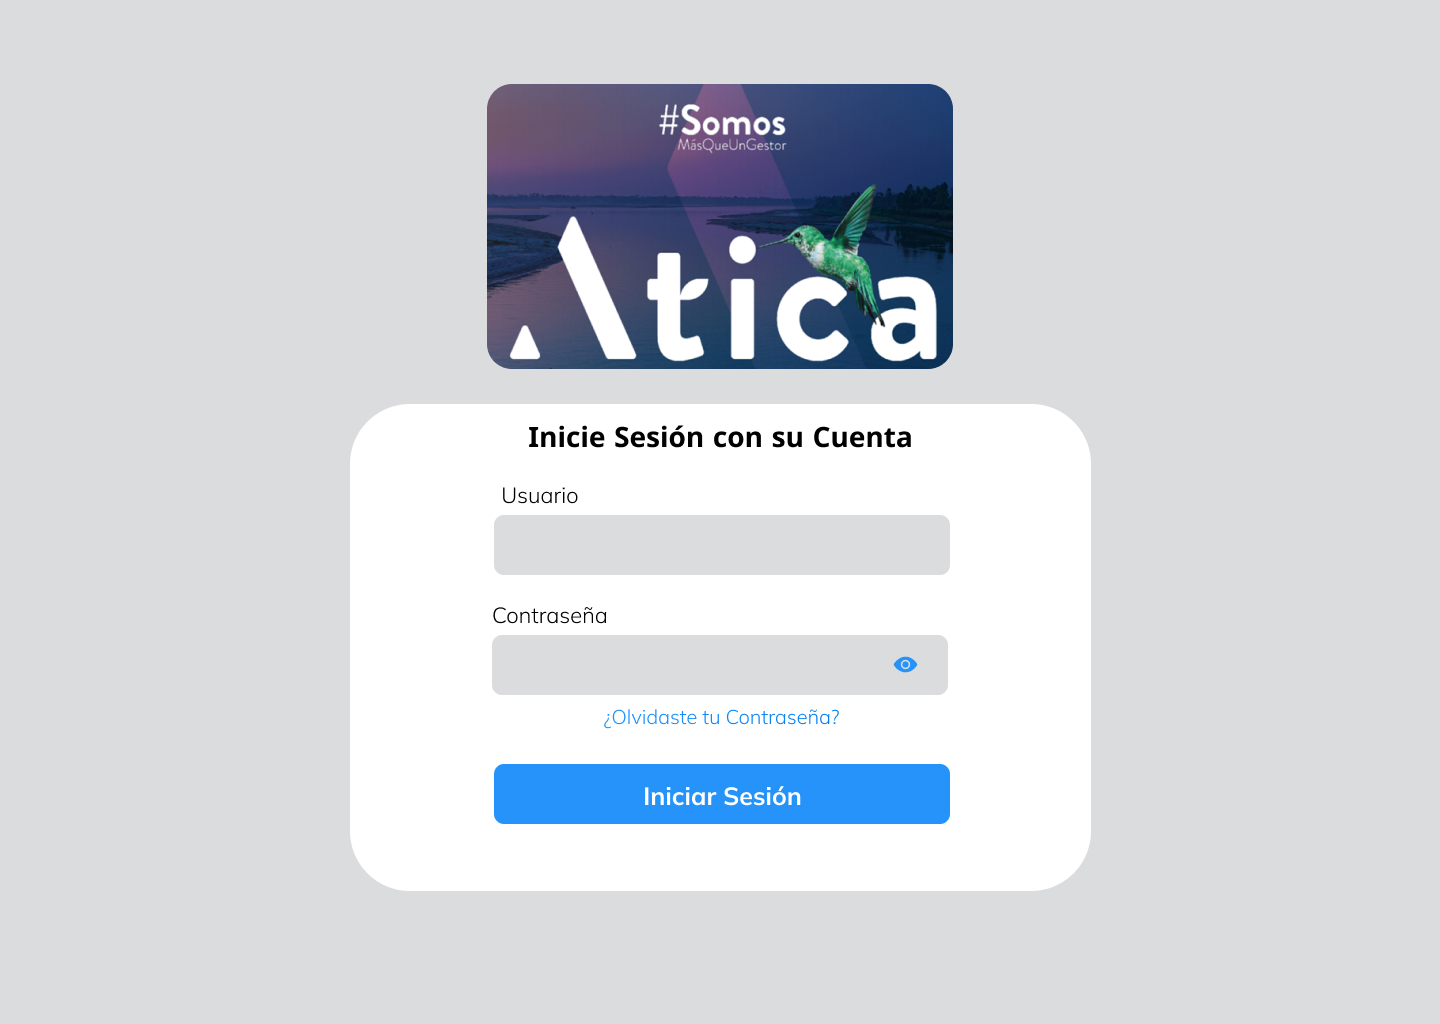 #Somos
MásQueUnGestor
Atica
Inicie Sesión con su Cuenta
Usuario
Contraseña
¿Olvidaste tu Contraseña?
Iniciar Sesión